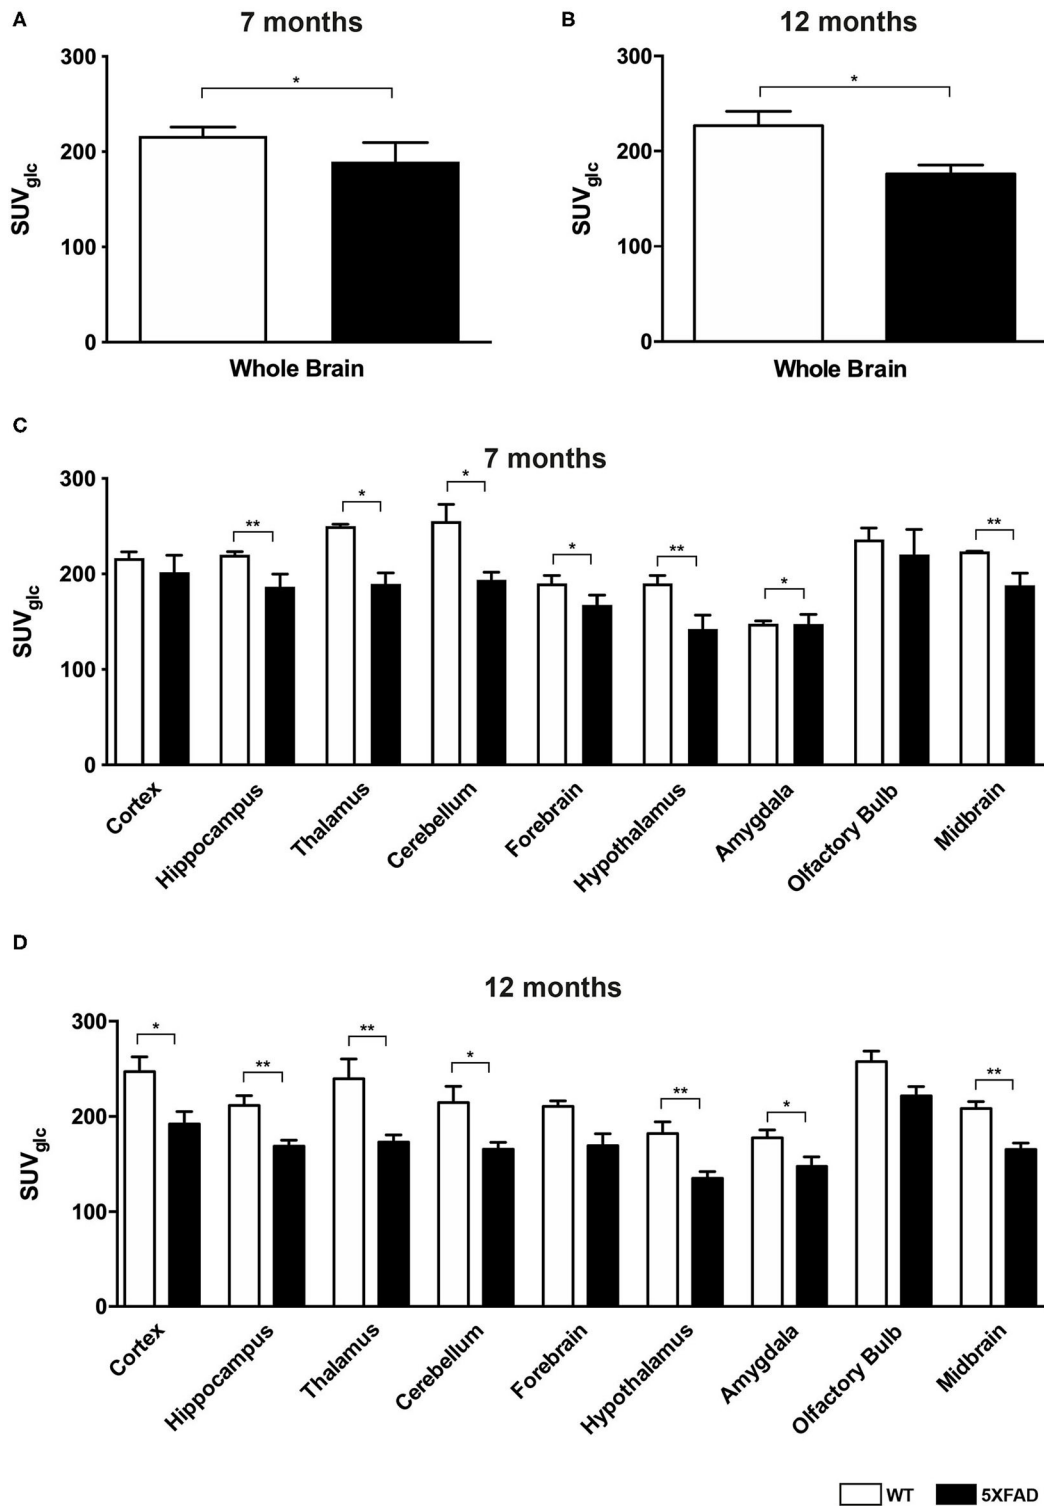 A
7 months
300
200
100
0
SUVglc
*
Whole Brain
B
12 months
300
200
100
0
SUVglc
*
Whole Brain
C
7 months
300
200
100
0
SUVglc
**
*
*
*
**
*
**
Cortex
Hippocampus
Thalamus
Cerebellum
Forebrain
Hypothalamus
Amygdala
Olfactory Bulb
Midbrain
D
12 months
300
200
100
0
SUVglc
*
**
**
*
**
*
**
Cortex
Hippocampus
Thalamus
Cerebellum
Forebrain
Hypothalamus
Amygdala
Olfactory Bulb
Midbrain
WT 5XFAD